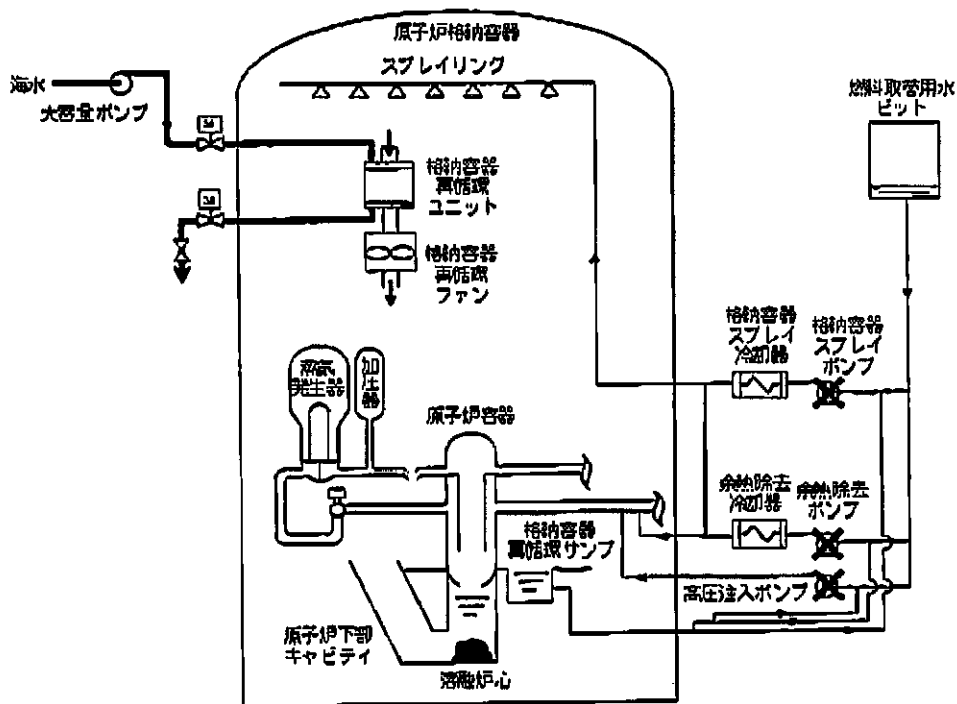 原子炉格納容器
スプレイリング
海水
大容量ポンプ
燃料取替用水
ピット
格納容器
再循環
ユニット
格納容器
再循環
ファン
格納容器
スプレイ
冷却器
格納容器
スプレイ
ポンプ
蒸気
発生器
加圧器
原子炉容器
余熱除去
冷却器
余熱除去
ポンプ
格納容器
再循環サンプ
高圧注入ポンプ
原子炉下部
キャビティ
溶融炉心